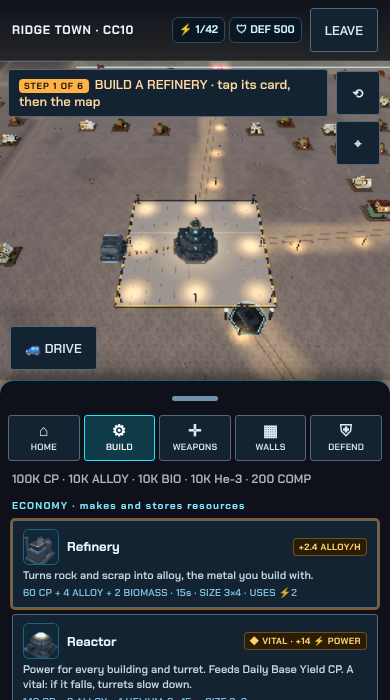 RIDGE TOWN · CC10
⚡ 1/42
🛡 DEF 500
LEAVE
STEP 1 OF 6 BUILD A REFINERY · tap its card,
then the map
1
🚙 DRIVE
HOME
BUILD
WEAPONS
WALLS
DEFEND
100K CP · 10K ALLOY · 10K BIO · 10K He-3 · 200 COMP
ECONOMY · makes and stores resources
Refinery
+2.4 ALLOY/H
Turns rock and scrap into alloy, the metal you build with.
60 CP + 4 ALLOY + 2 BIOMASS · 15s · SIZE 3×4 · USES ⚡2
Reactor
◆ VITAL · +14 ⚡ POWER
Power for every building and turret. Feeds Daily Base Yield CP. A
vital: if it falls, turrets slow down.